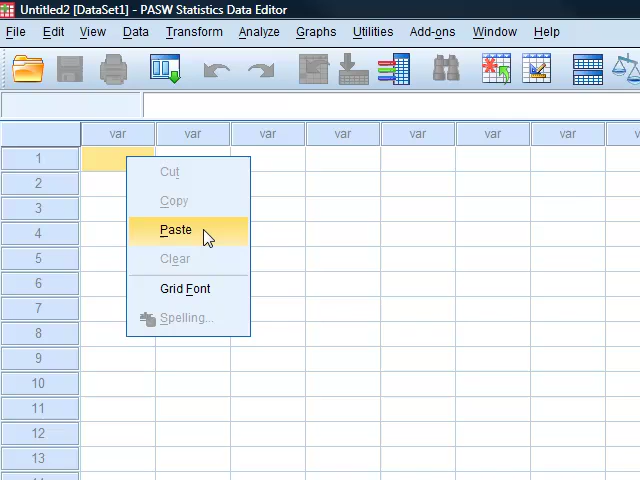 Untitled2 [DataSet1] - PASW Statistics Data Editor
File Edit View Data Transform Analyze Graphs Utilities Add-ons Window Help
var var var var var var var
1
2
3
4
5
6
7
8
9
10
11
12
13
Cut
Copy
Paste
Clear
Grid Font
Spelling...